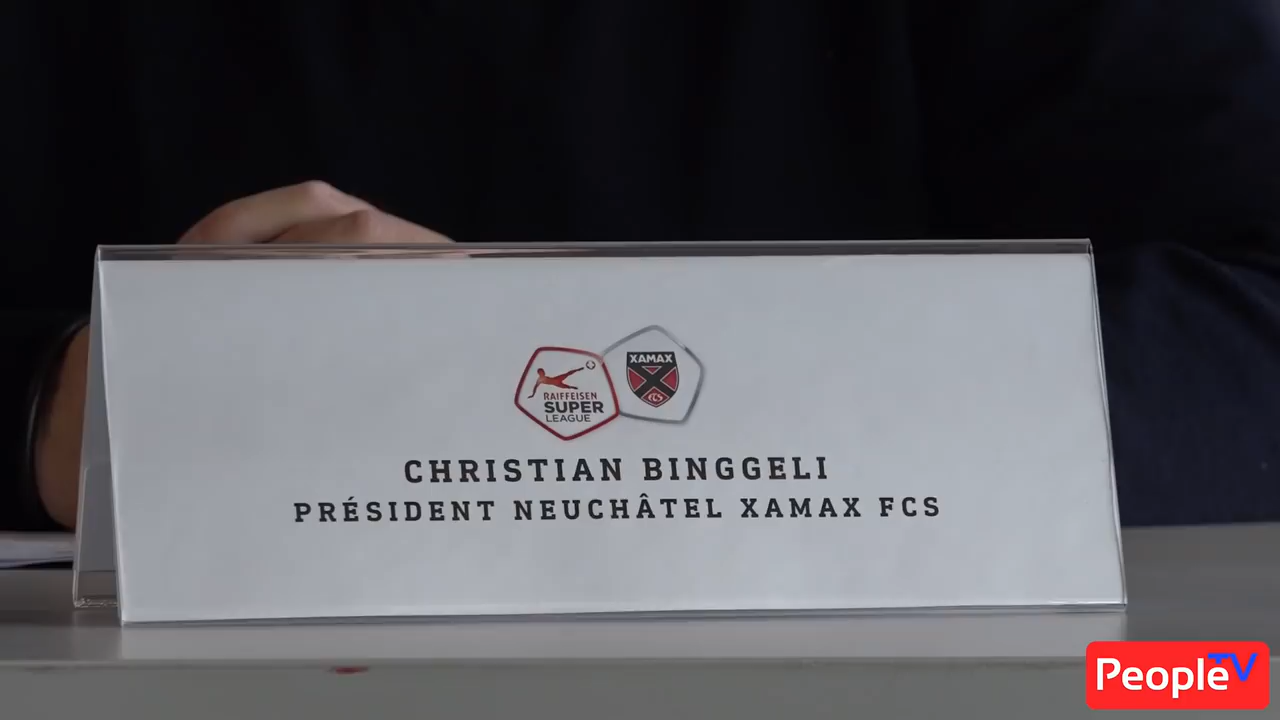 XAMAX
FCS
RAIFFEISEN
SUPER
LEAGUE
CHRISTIAN BINGGELI
PRÉSIDENT NEUCHÂTEL XAMAX FCS
PeopleTV